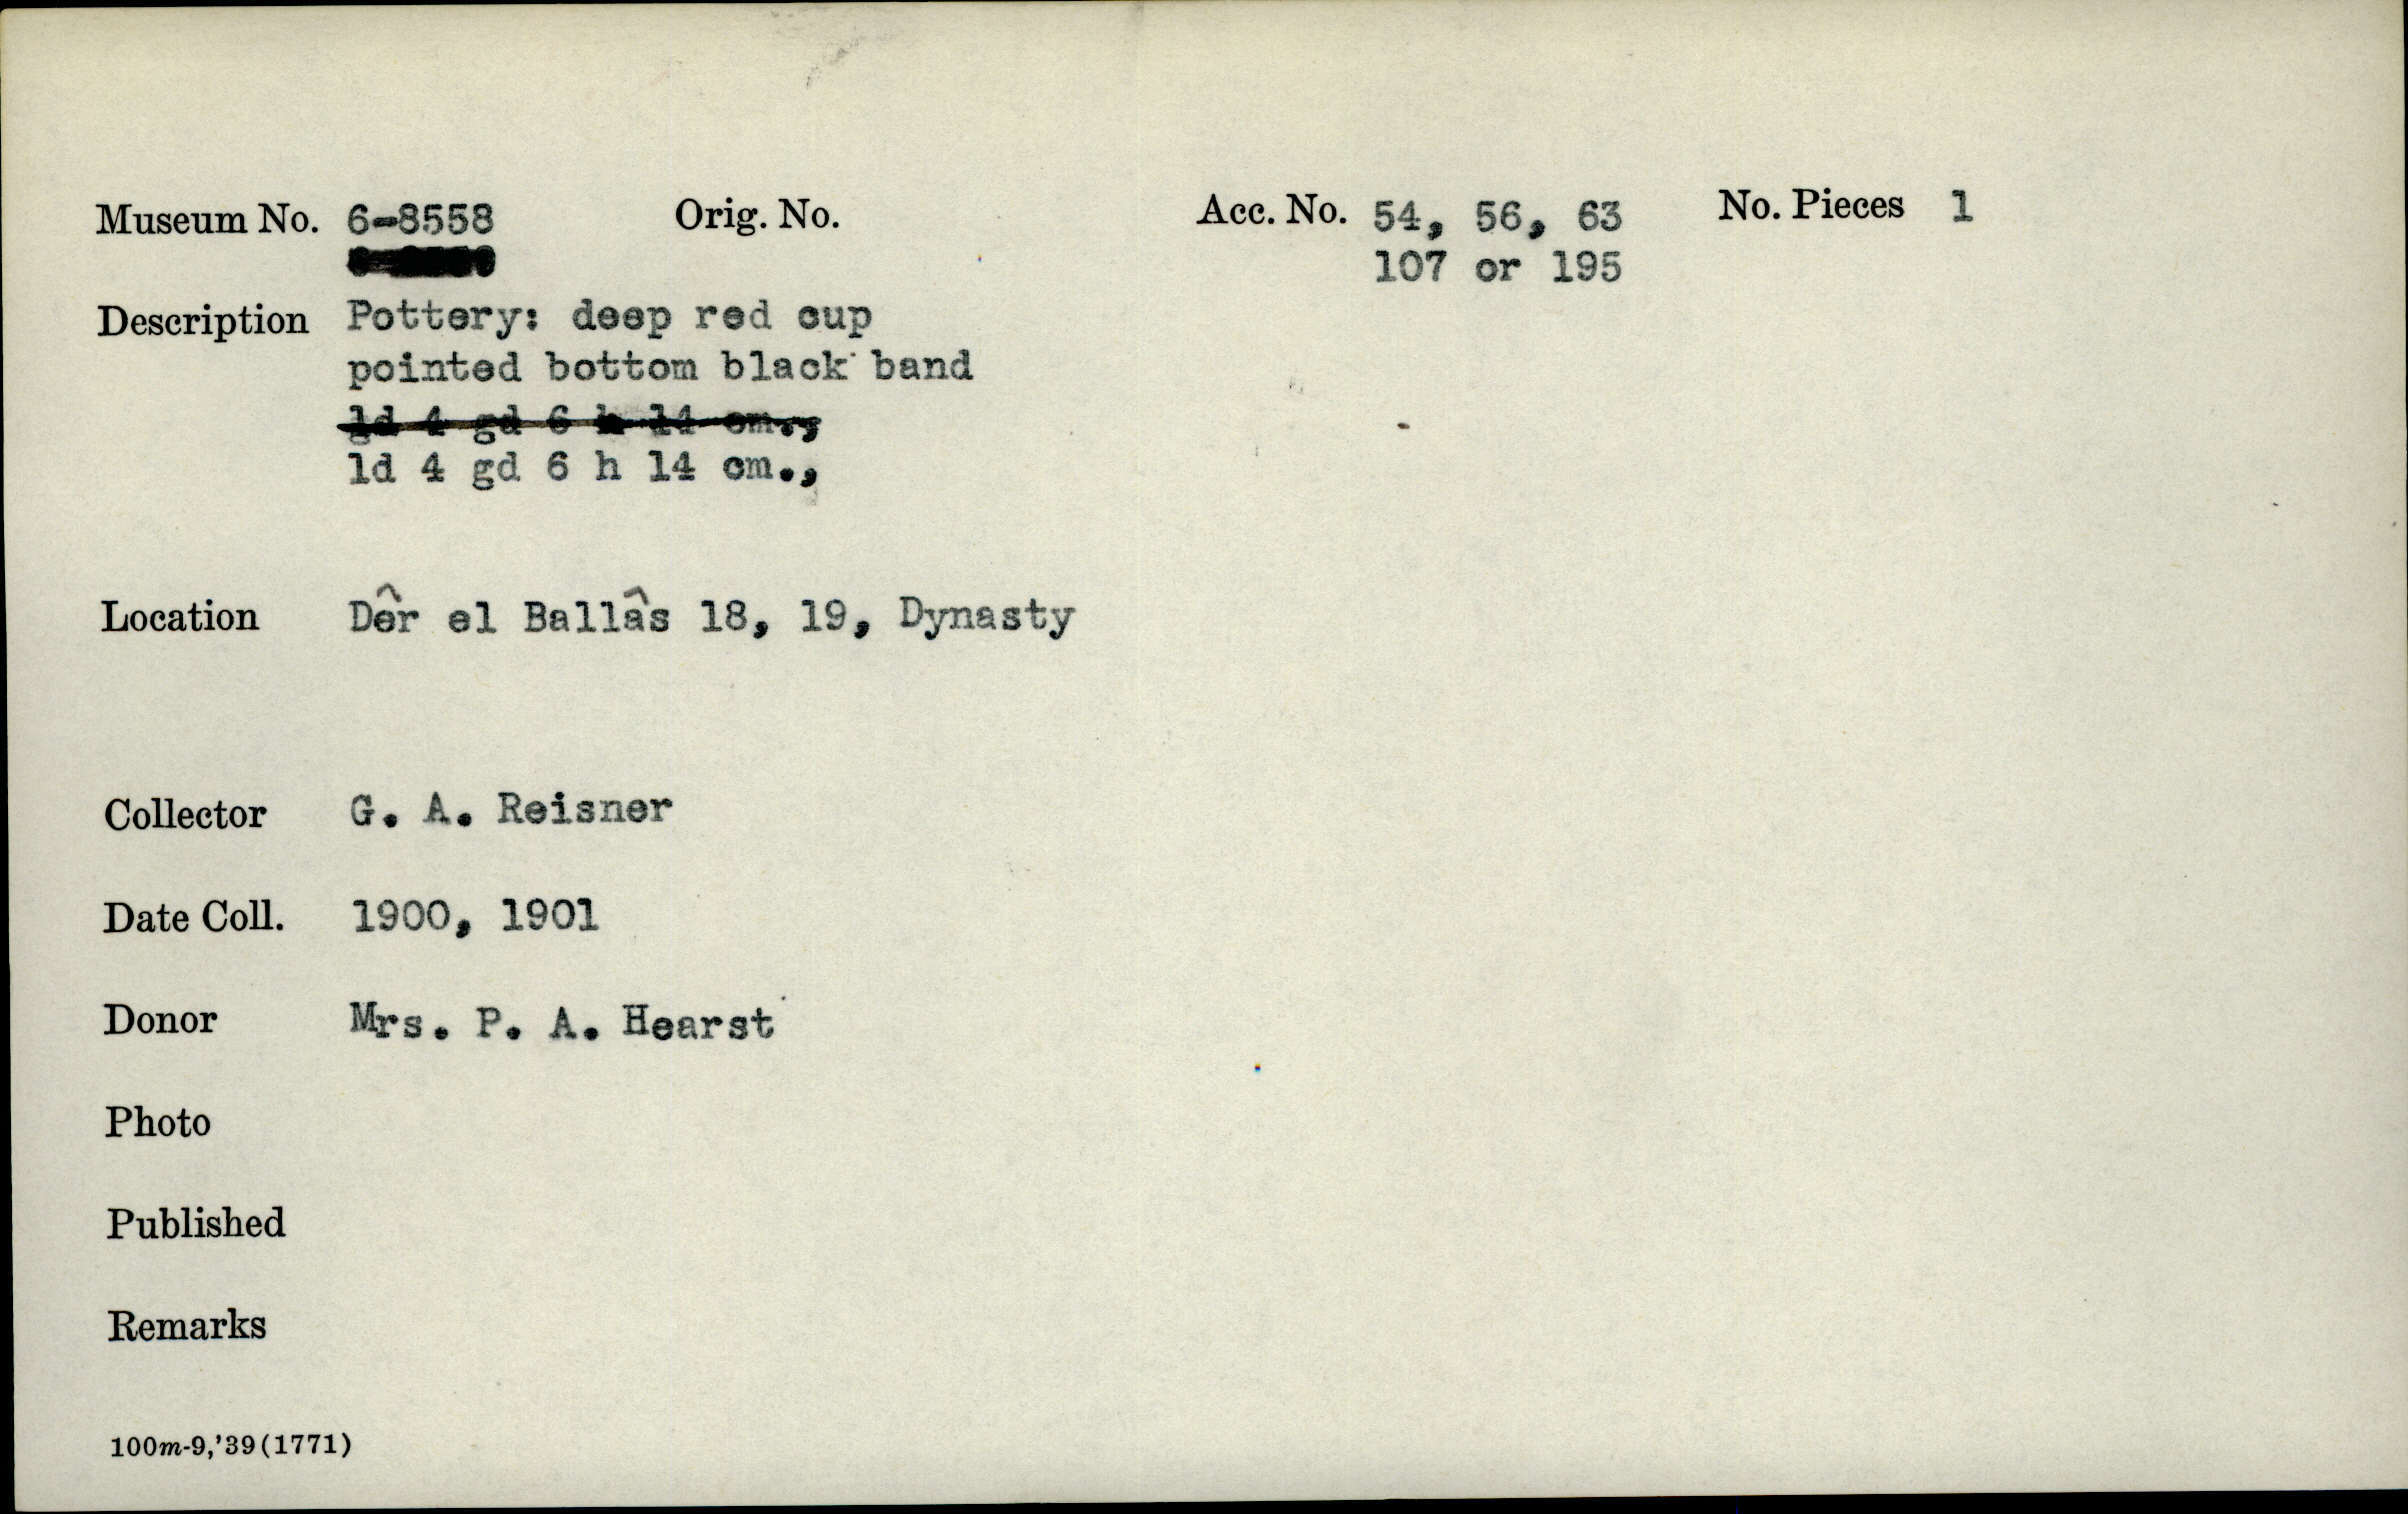 Museum No. 6-8558 Orig. No. Acc. No. 54, 56, 63 No. Pieces 1
107 or 195
Description Pottery: deep red cup
pointed bottom black band
ld 4 gd 6 h 14 cm.,
ld 4 gd 6 h 14 cm.,
Location Dêr el Ballâs 18, 19, Dynasty
Collector G. A. Reisner
Date Coll. 1900, 1901
Donor Mrs. P. A. Hearst
Photo
Published
Remarks
100m-9,'39(1771)